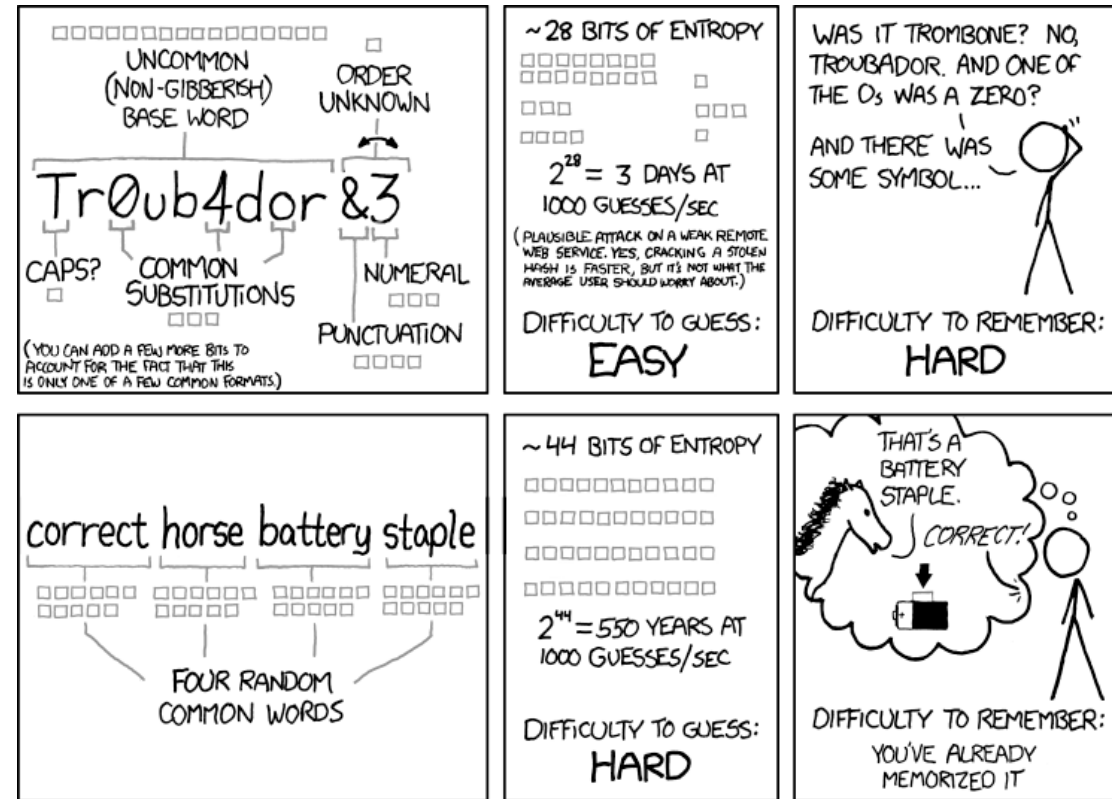 UNCOMMON
(NON-GIBBERISH)
BASE WORD
ORDER
UNKNOWN
Tr0ub4dor &3
CAPS?
COMMON
SUBSTITUTIONS
NUMERAL
PUNCTUATION
(YOU CAN ADD A FEW MORE BITS TO
ACCOUNT FOR THE FACT THAT THIS
IS ONLY ONE OF A FEW COMMON FORMATS.)
~28 BITS OF ENTROPY
2^28 = 3 DAYS AT
1000 GUESSES/SEC
(PLAUSIBLE ATTACK ON A WEAK REMOTE
WEB SERVICE. YES, CRACKING A STOLEN
HASH IS FASTER, BUT IT'S NOT WHAT THE
AVERAGE USER SHOULD WORRY ABOUT.)
DIFFICULTY TO GUESS:
EASY
WAS IT TROMBONE? NO,
TROUBADOR. AND ONE OF
THE Os WAS A ZERO?
AND THERE WAS
SOME SYMBOL...
DIFFICULTY TO REMEMBER:
HARD
correct horse battery staple
FOUR RANDOM
COMMON WORDS
~44 BITS OF ENTROPY
2^44 = 550 YEARS AT
1000 GUESSES/SEC
DIFFICULTY TO GUESS:
HARD
THAT'S A
BATTERY
STAPLE.
CORRECT!
DIFFICULTY TO REMEMBER:
YOU'VE ALREADY
MEMORIZED IT